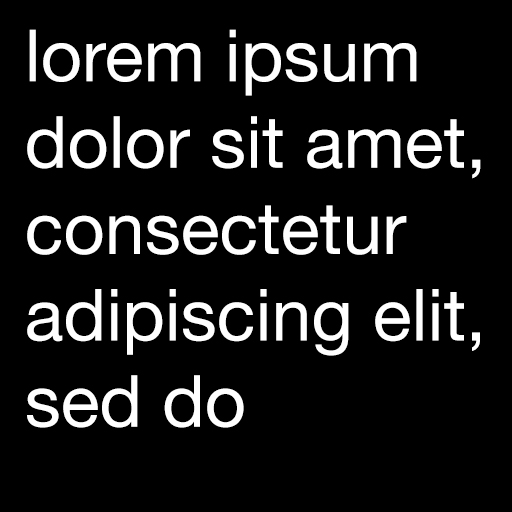 lorem ipsum
dolor sit amet,
consectetur
adipiscing elit,
sed do